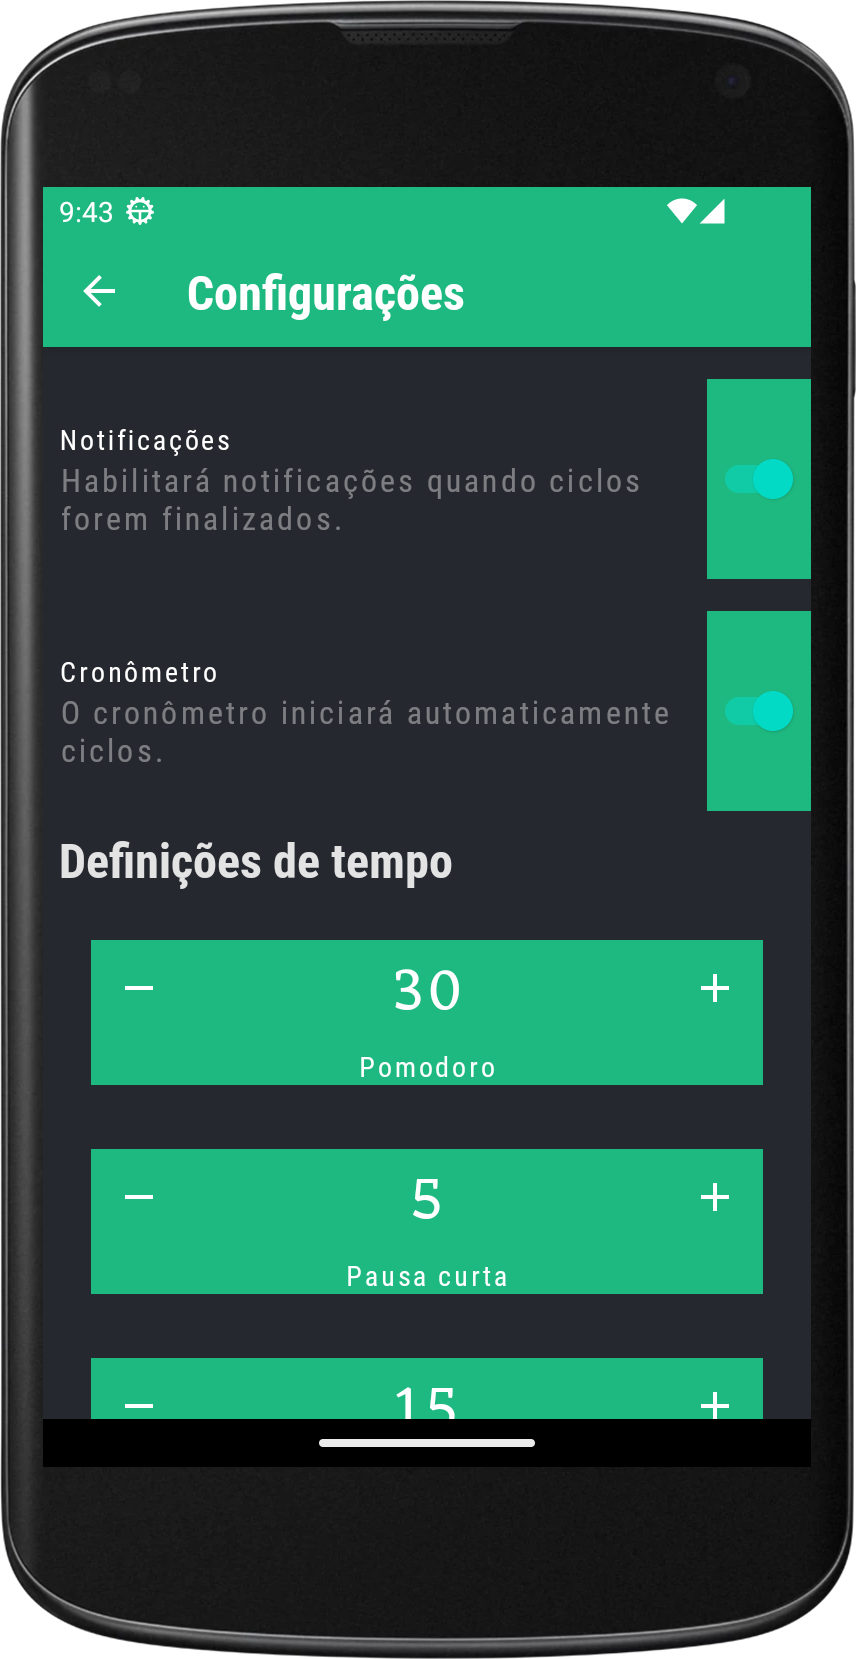 9:43
Configurações
Notificações
Habilitará notificações quando ciclos
forem finalizados.
Cronômetro
O cronômetro iniciará automaticamente
ciclos.
Definições de tempo
− 30 +
Pomodoro
− 5 +
Pausa curta
− 15 +